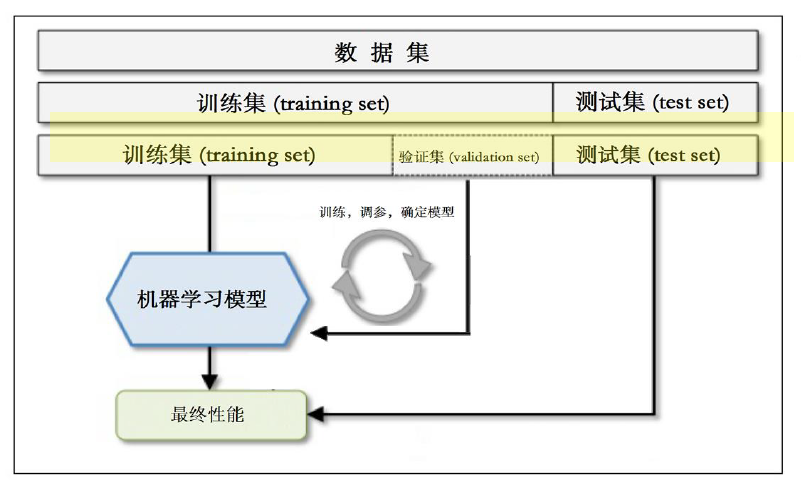 数 据 集
训练集 (training set) 测试集 (test set)
训练集 (training set) 验证集 (validation set) 测试集 (test set)
训练，调参，确定模型
机器学习模型
最终性能